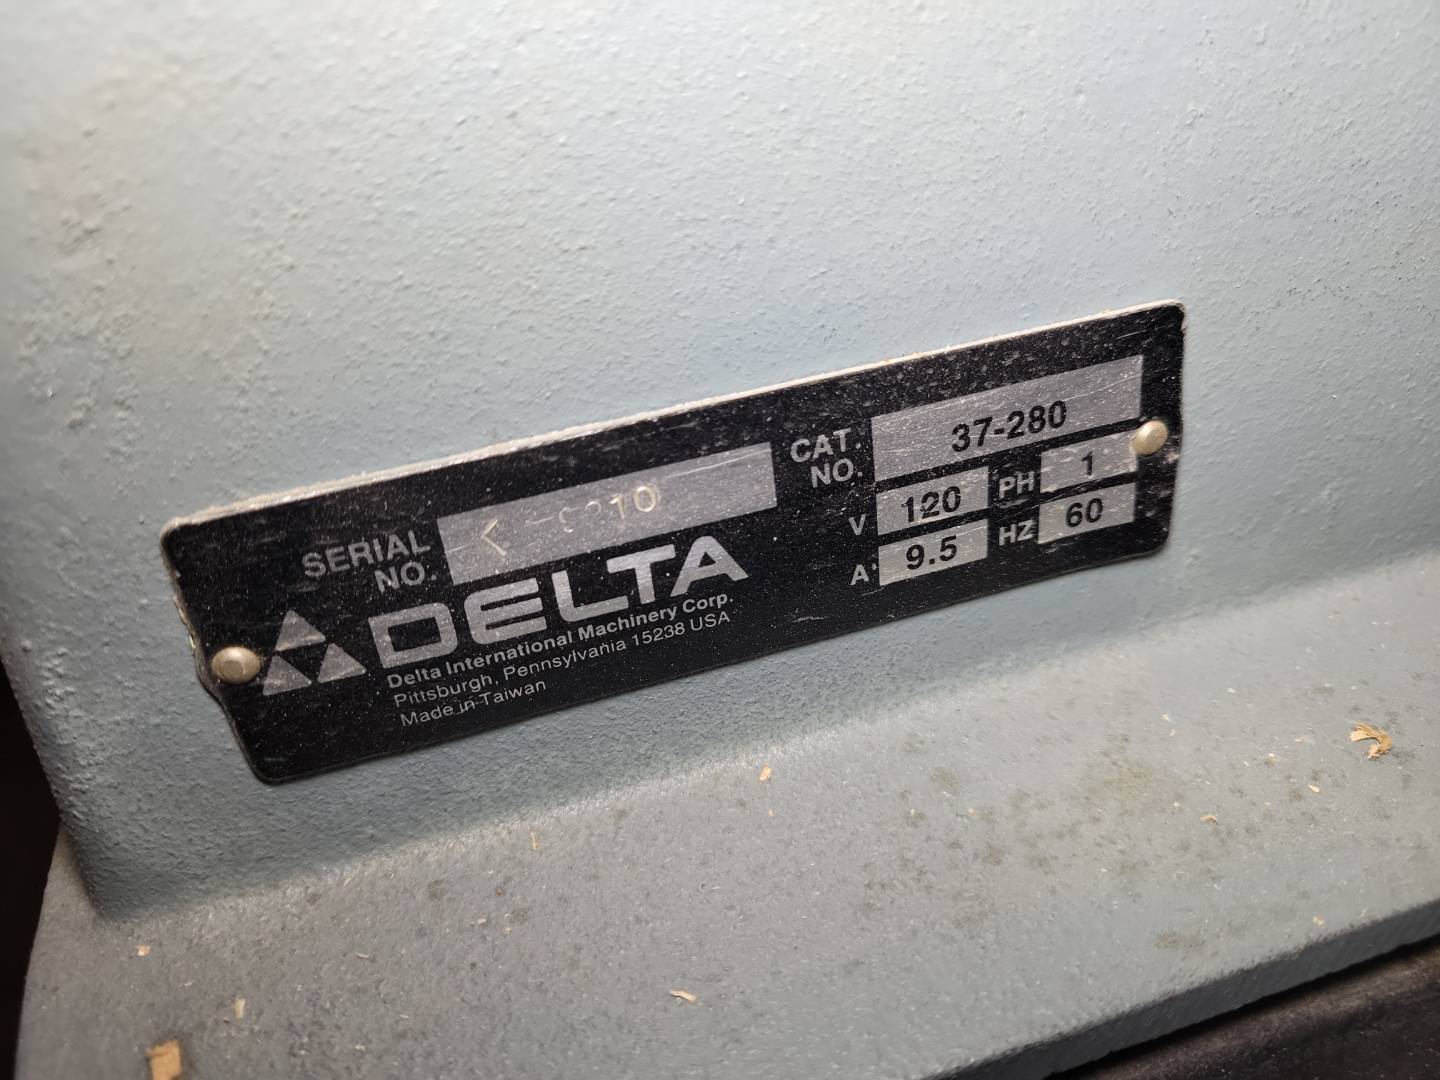 SERIAL NO.
CAT. NO. 37-280
V 120 PH 1
A 9.5 HZ 60
DELTA
Delta International Machinery Corp.
Pittsburgh, Pennsylvania 15238 USA
Made in Taiwan